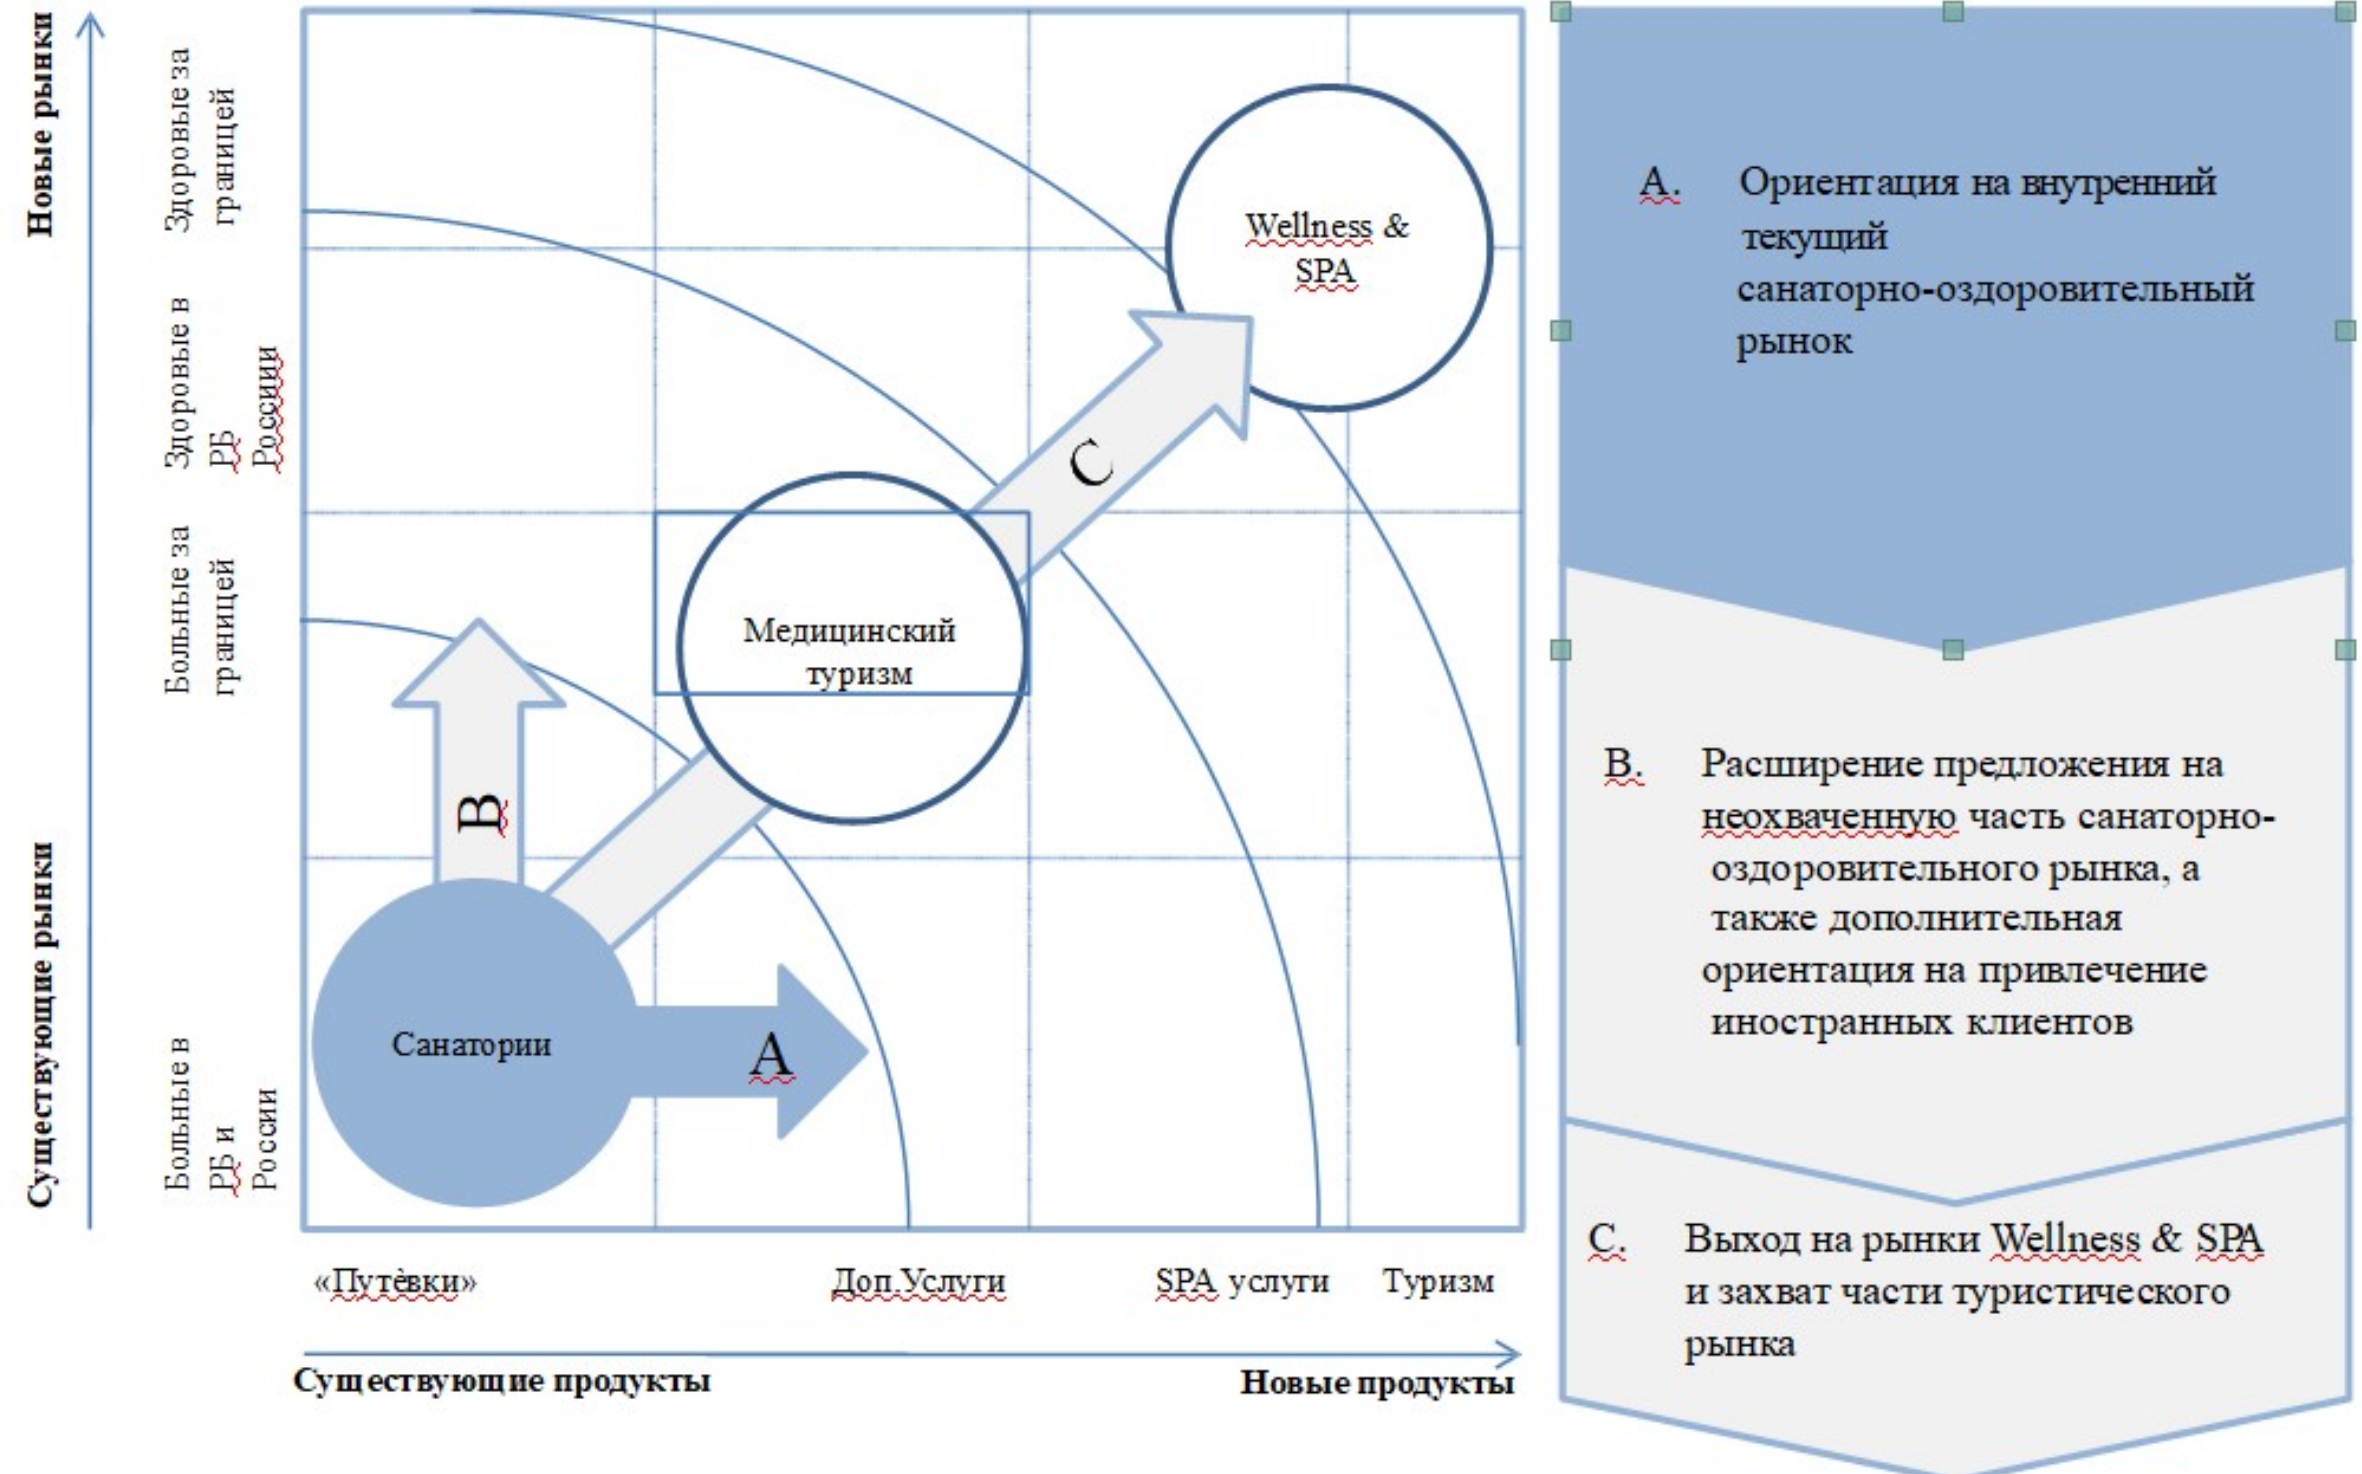 Новые рынки
Существующие рынки
Здоровые за
границей
Здоровые в
РБ
Россиии
Больные за
границей
Больные в
РБ и
России
Wellness &
SPA
C
Медицинский
туризм
B
Санатории
A
«Путѐвки»
Доп.Услуги
SPA услуги
Туризм
Существующие продукты
Новые продукты
A. Ориентация на внутренний
текущий
санаторно-оздоровительный
рынок
B. Расширение предложения на
неохваченную часть санаторно-
оздоровительного рынка, а
также дополнительная
ориентация на привлечение
иностранных клиентов
C. Выход на рынки Wellness & SPA
и захват части туристического
рынка